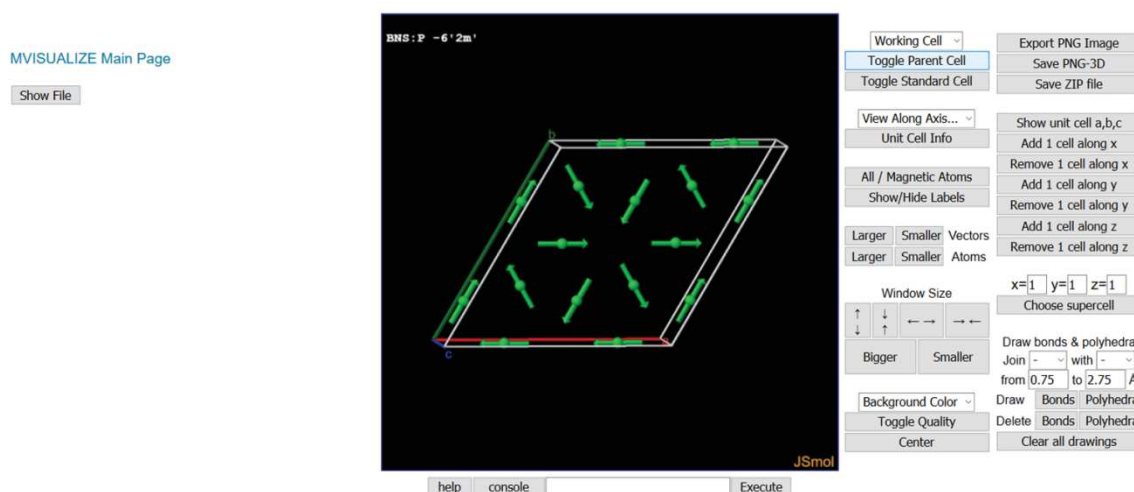 MVISUALIZE Main Page
Show File
BNS:P -6'2m'
b
c
JSmol
help console Execute
Working Cell
Toggle Parent Cell
Toggle Standard Cell
View Along Axis...
Unit Cell Info
All / Magnetic Atoms
Show/Hide Labels
Larger Smaller Vectors
Larger Smaller Atoms
Window Size
↑ ↓ ←→ →←
↓ ↑
Bigger Smaller
Background Color
Toggle Quality
Center
Export PNG Image
Save PNG-3D
Save ZIP file
Show unit cell a,b,c
Add 1 cell along x
Remove 1 cell along x
Add 1 cell along y
Remove 1 cell along y
Add 1 cell along z
Remove 1 cell along z
x=1 y=1 z=1
Choose supercell
Draw bonds & polyhedra
Join - with -
from 0.75 to 2.75
Draw Bonds Polyhedra
Delete Bonds Polyhedra
Clear all drawings